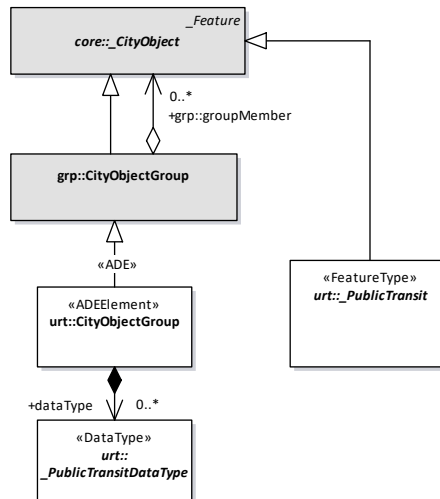 _Feature
core::_CityObject
0..*
+grp::groupMember
grp::CityObjectGroup
«ADE»
«ADEElement»
urt::CityObjectGroup
«FeatureType»
urt::_PublicTransit
+dataType
0..*
«DataType»
urt::
_PublicTransitDataType